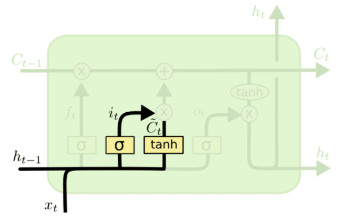 h_t
C_{t-1}
C_t
tanh
f_t
i_t
C̃_t
o_t
σ
σ
tanh
σ
h_{t-1}
h_t
x_t